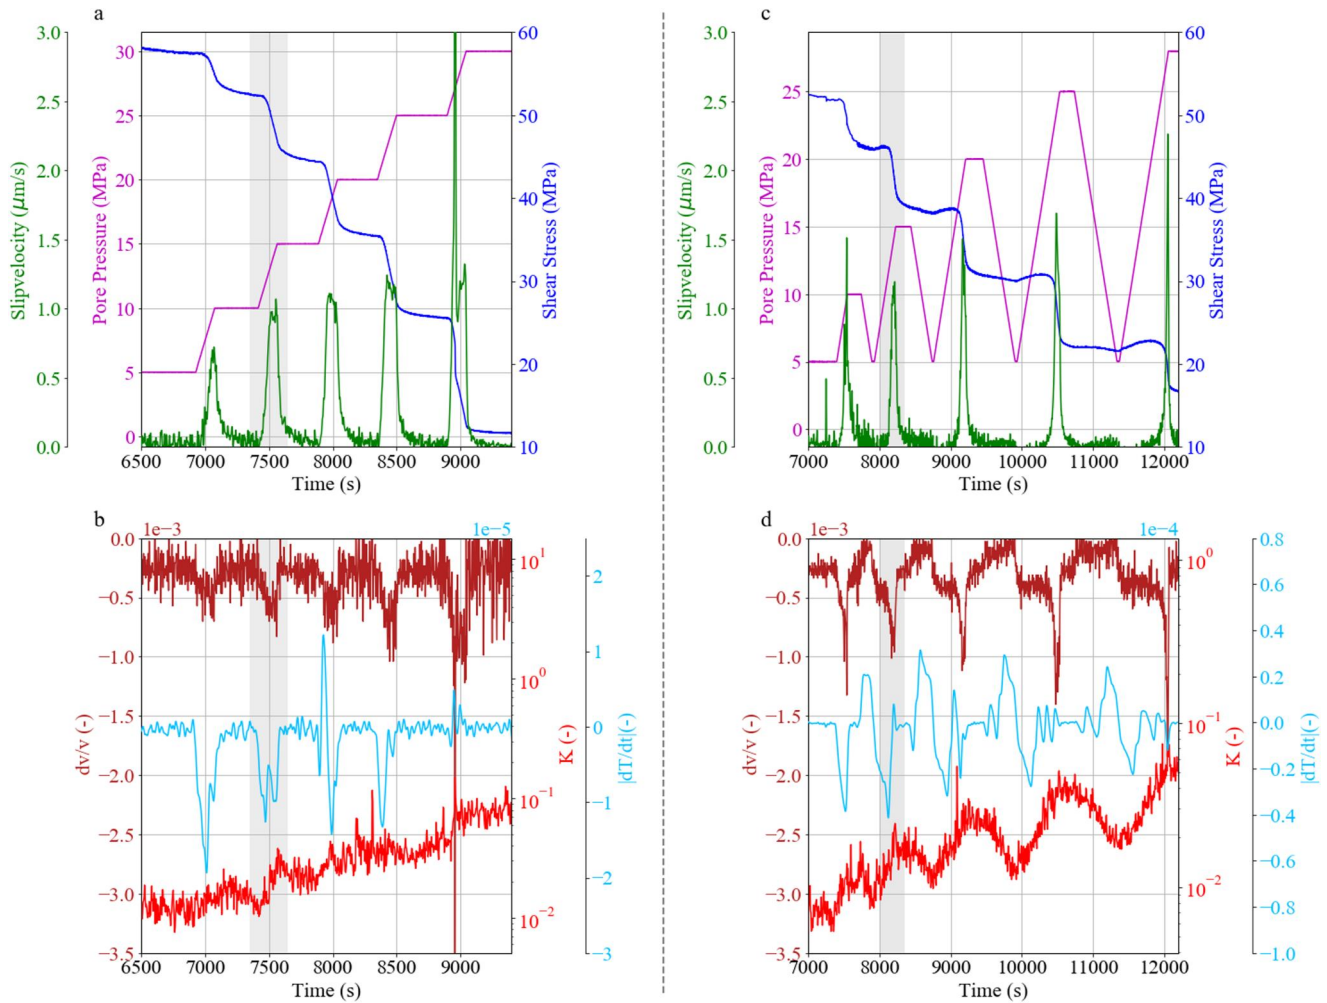 a
3.0
2.5
2.0
1.5
1.0
0.5
0.0
Slipvelocity (μm/s)
30
25
20
15
10
5
0
Pore Pressure (MPa)
60
50
40
30
20
10
Shear Stress (MPa)
6500 7000 7500 8000 8500 9000
Time (s)
c
3.0
2.5
2.0
1.5
1.0
0.5
0.0
Slipvelocity (μm/s)
25
20
15
10
5
0
Pore Pressure (MPa)
60
50
40
30
20
10
Shear Stress (MPa)
7000 8000 9000 10000 11000 12000
Time (s)
b
1e−3
1e−5
0.0
−0.5
−1.0
−1.5
−2.0
−2.5
−3.0
−3.5
dv/v (-)
10¹
10⁰
10⁻¹
10⁻²
K (-)
2
1
0
−1
−2
−3
|dT/dt|(-)
6500 7000 7500 8000 8500 9000
Time (s)
d
1e−3
1e−4
0.0
−0.5
−1.0
−1.5
−2.0
−2.5
−3.0
−3.5
dv/v (-)
10⁰
10⁻¹
10⁻²
K (-)
0.8
0.6
0.4
0.2
0.0
−0.2
−0.4
−0.6
−0.8
−1.0
|dT/dt|(-)
7000 8000 9000 10000 11000 12000
Time (s)